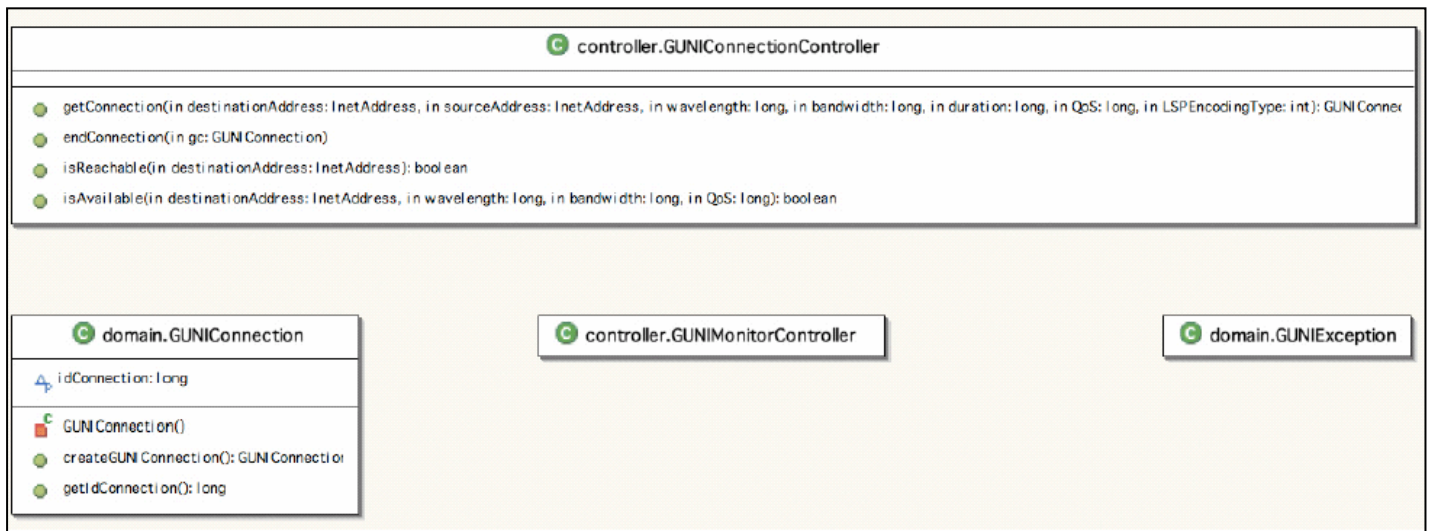 C controller.GUNIConnectionController
getConnection(in destinationAddress: InetAddress, in sourceAddress: InetAddress, in wavelength: long, in bandwidth: long, in duration: long, in QoS: long, in LSPEncodingType: int): GUNIConnec
endConnection(in gc: GUNIConnection)
isReachable(in destinationAddress: InetAddress): boolean
isAvailable(in destinationAddress: InetAddress, in wavelength: long, in bandwidth: long, in QoS: long): boolean
C domain.GUNIConnection
C controller.GUNIMonitorController
C domain.GUNIException
idConnection: long
C GUNIConnection()
createGUNIConnection(): GUNIConnectio
getIdConnection(): long